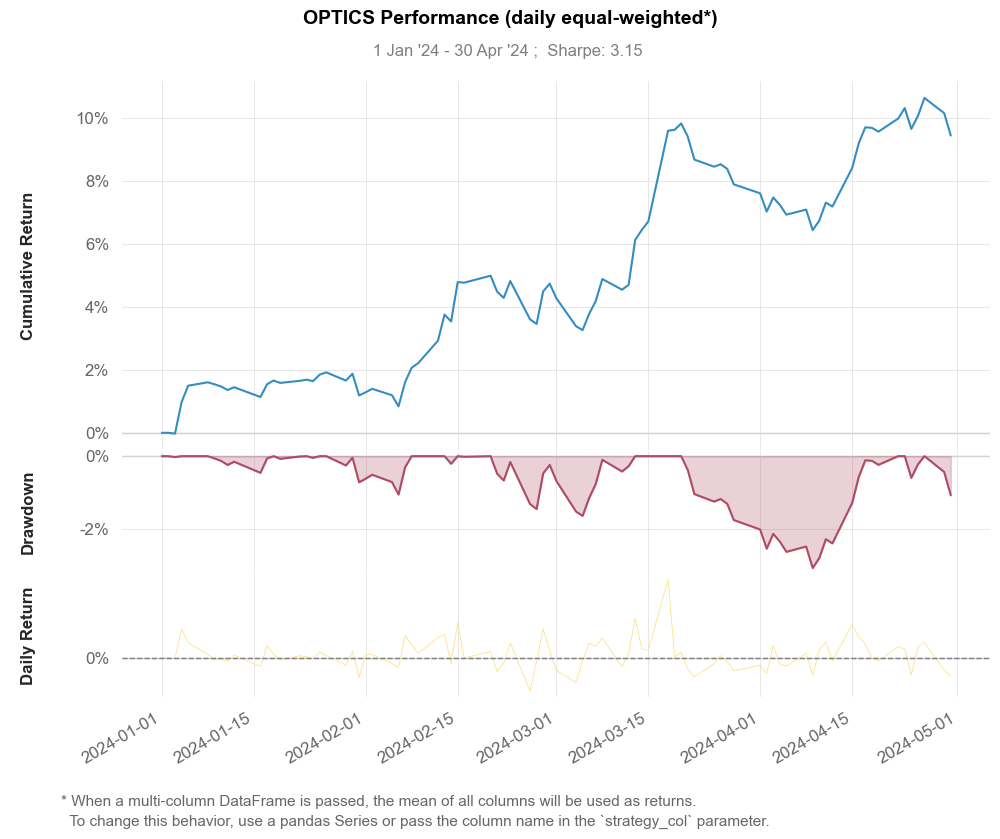 OPTICS Performance (daily equal-weighted*)
1 Jan '24 - 30 Apr '24 ;  Sharpe: 3.15
Cumulative Return
10%
8%
6%
4%
2%
0%
Drawdown
0%
-2%
Daily Return
0%
2024-01-01
2024-01-15
2024-02-01
2024-02-15
2024-03-01
2024-03-15
2024-04-01
2024-04-15
2024-05-01
* When a multi-column DataFrame is passed, the mean of all columns will be used as returns.
To change this behavior, use a pandas Series or pass the column name in the `strategy_col` parameter.